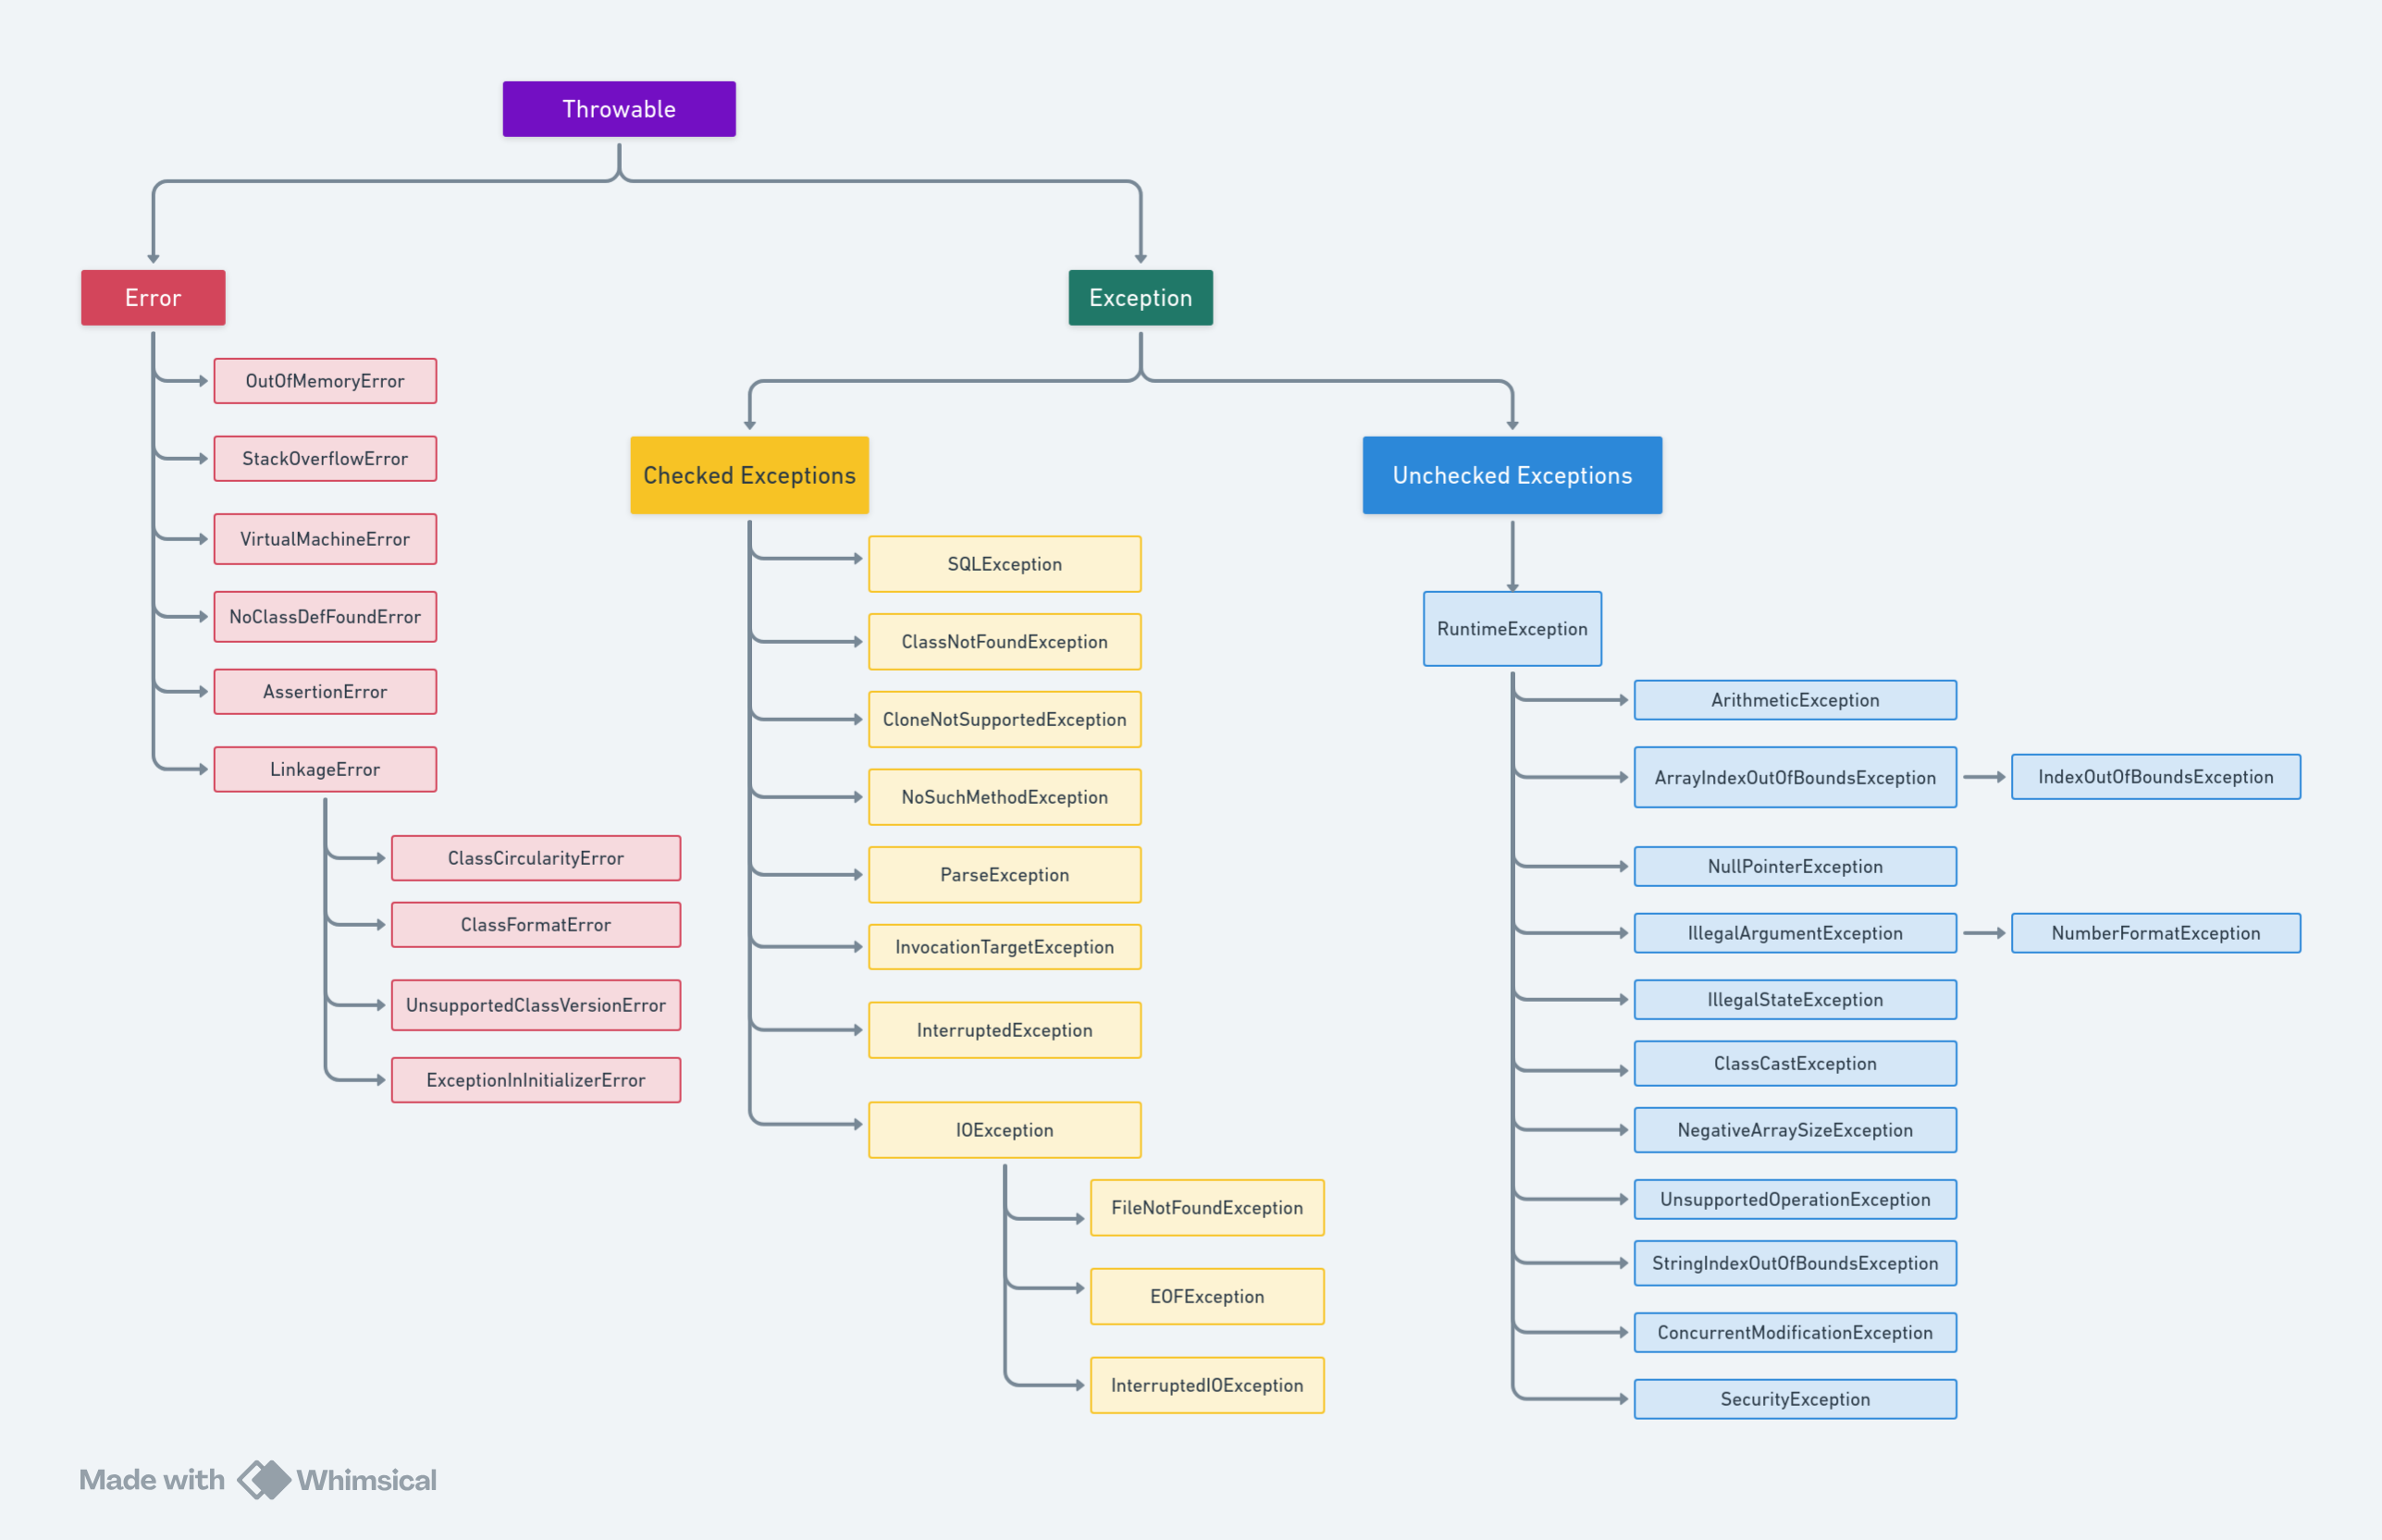 Throwable
Error
Exception
OutOfMemoryError
StackOverflowError
VirtualMachineError
NoClassDefFoundError
AssertionError
LinkageError
ClassCircularityError
ClassFormatError
UnsupportedClassVersionError
ExceptionInInitializerError
Checked Exceptions
SQLException
ClassNotFoundException
CloneNotSupportedException
NoSuchMethodException
ParseException
InvocationTargetException
InterruptedException
IOException
FileNotFoundException
EOFException
InterruptedIOException
Unchecked Exceptions
RuntimeException
ArithmeticException
ArrayIndexOutOfBoundsException
IndexOutOfBoundsException
NullPointerException
IllegalArgumentException
NumberFormatException
IllegalStateException
ClassCastException
NegativeArraySizeException
UnsupportedOperationException
StringIndexOutOfBoundsException
ConcurrentModificationException
SecurityException
Made with Whimsical